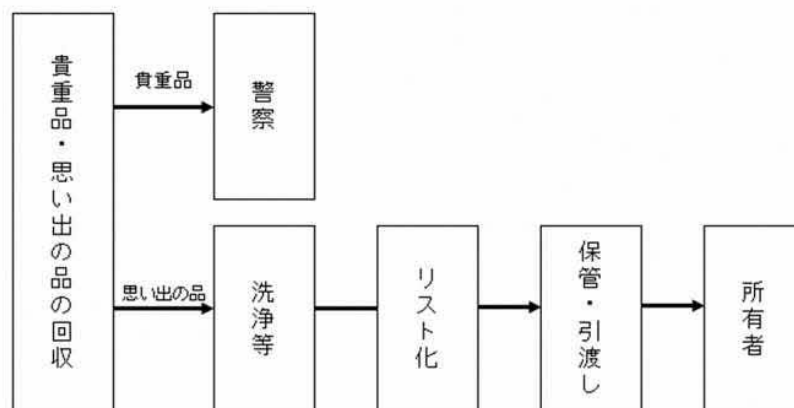 貴重品・思い出の品の回収
貴重品
警察
思い出の品
洗浄等
リスト化
保管・引渡し
所有者